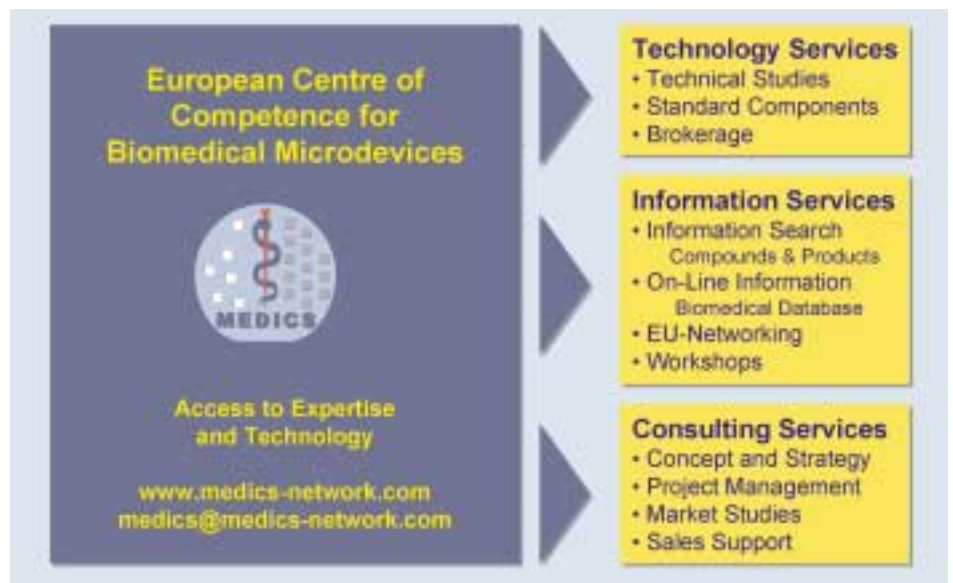 European Centre of
Competence for
Biomedical Microdevices
MEDICS
Access to Expertise
and Technology
www.medics-network.com
medics@medics-network.com
Technology Services
• Technical Studies
• Standard Components
• Brokerage
Information Services
• Information Search
Compounds & Products
• On-Line Information
Biomedical Database
• EU-Networking
• Workshops
Consulting Services
• Concept and Strategy
• Project Management
• Market Studies
• Sales Support